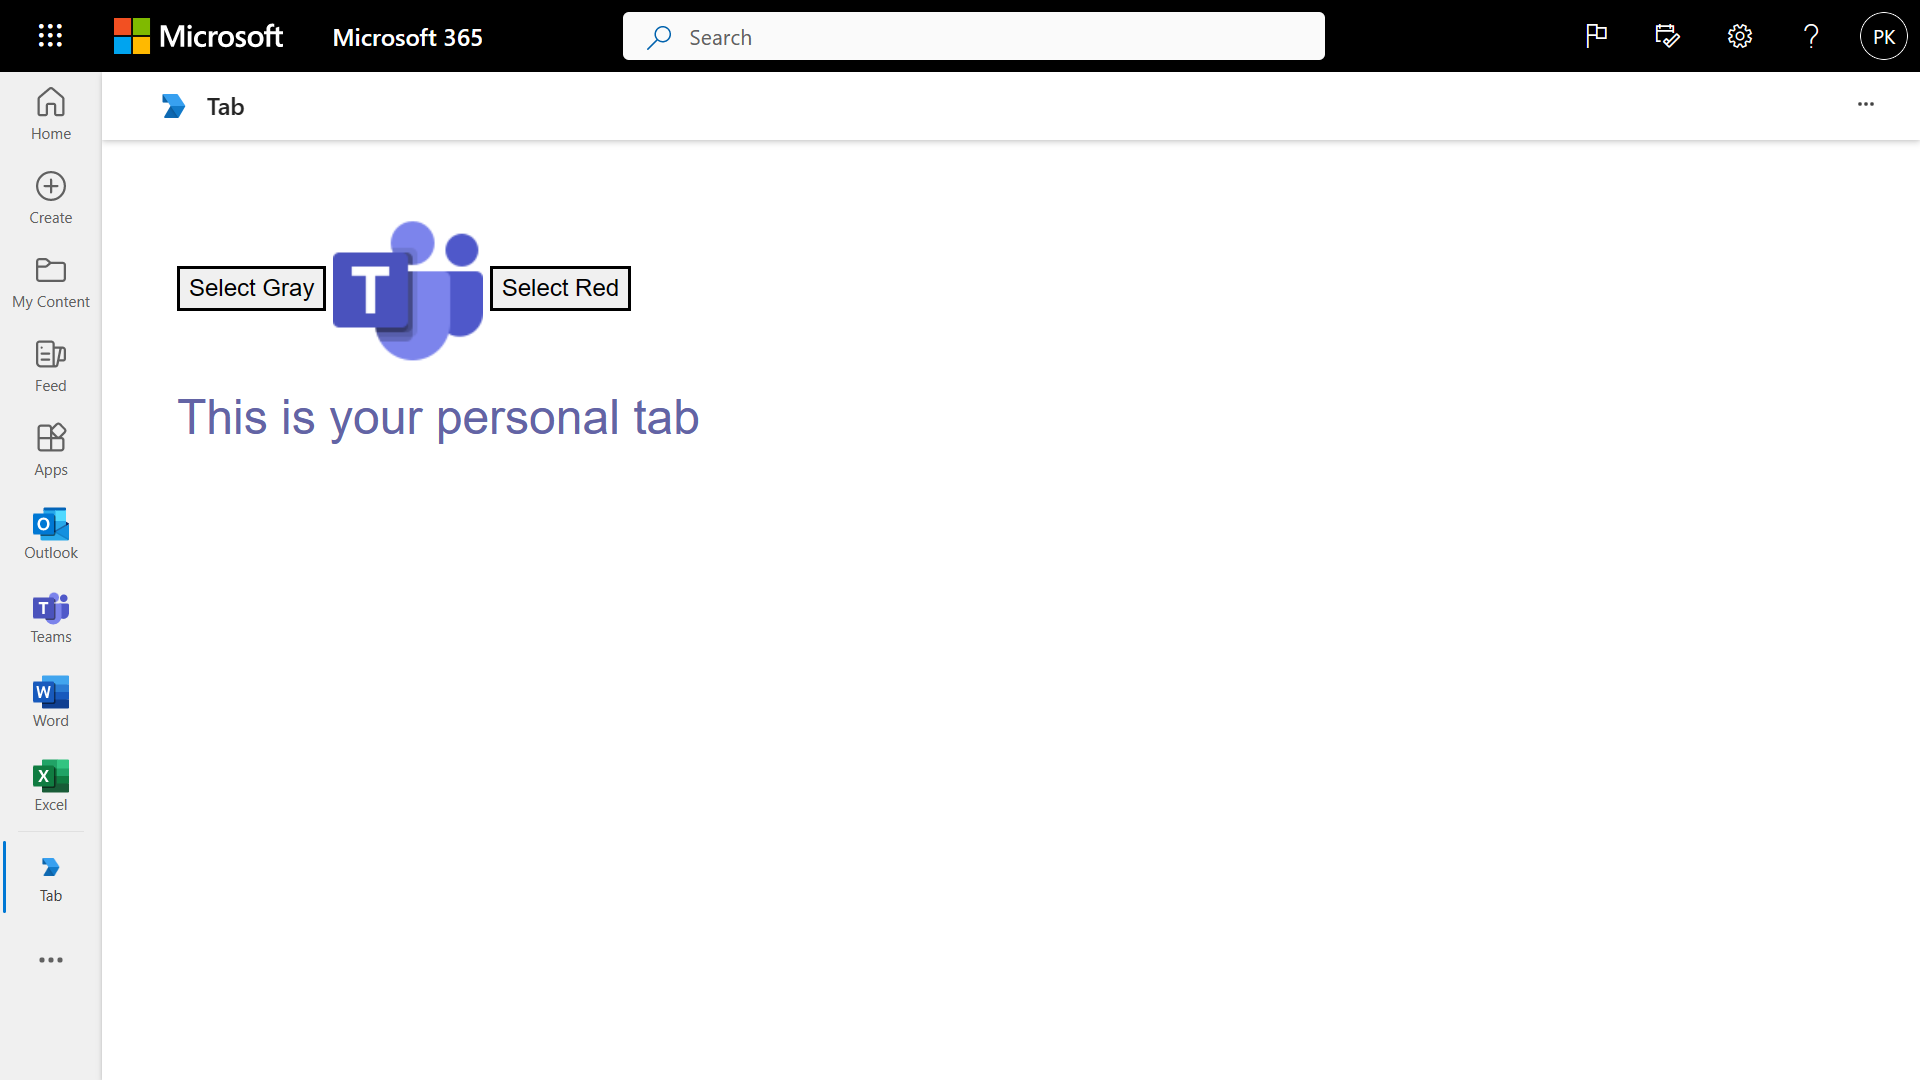 Microsoft
Microsoft 365
Search
PK
Home
Create
My Content
Feed
Apps
Outlook
Teams
Word
Excel
Tab
Tab
Select Gray
T
Select Red
This is your personal tab